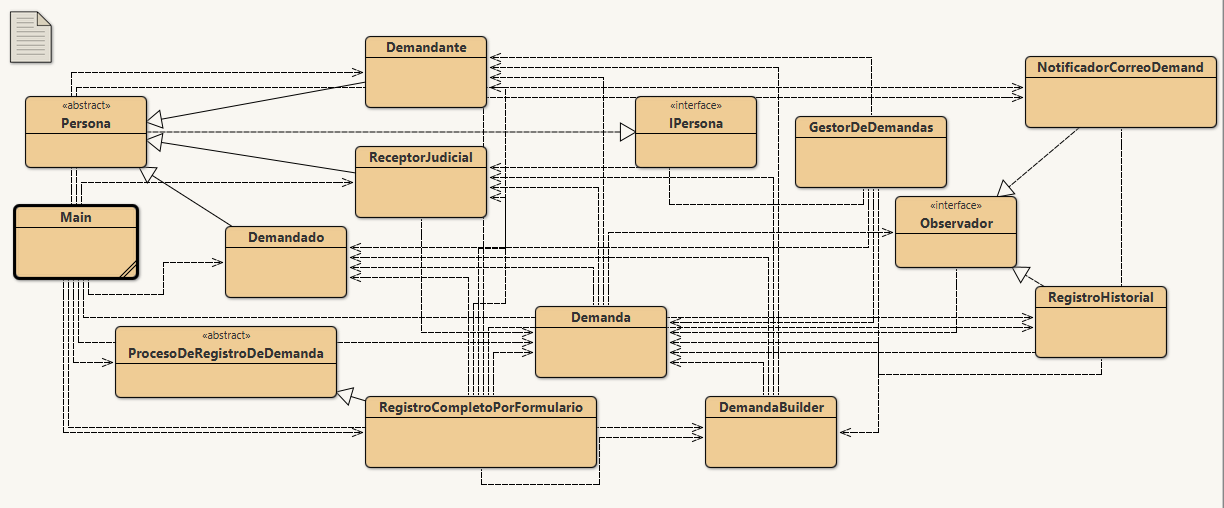 Demandante
NotificadorCorreoDemand
«abstract»
Persona
«interface»
IPersona
GestorDeDemandas
ReceptorJudicial
Main
«interface»
Observador
Demandado
RegistroHistorial
Demanda
«abstract»
ProcesoDeRegistroDeDemanda
RegistroCompletoPorFormulario
DemandaBuilder